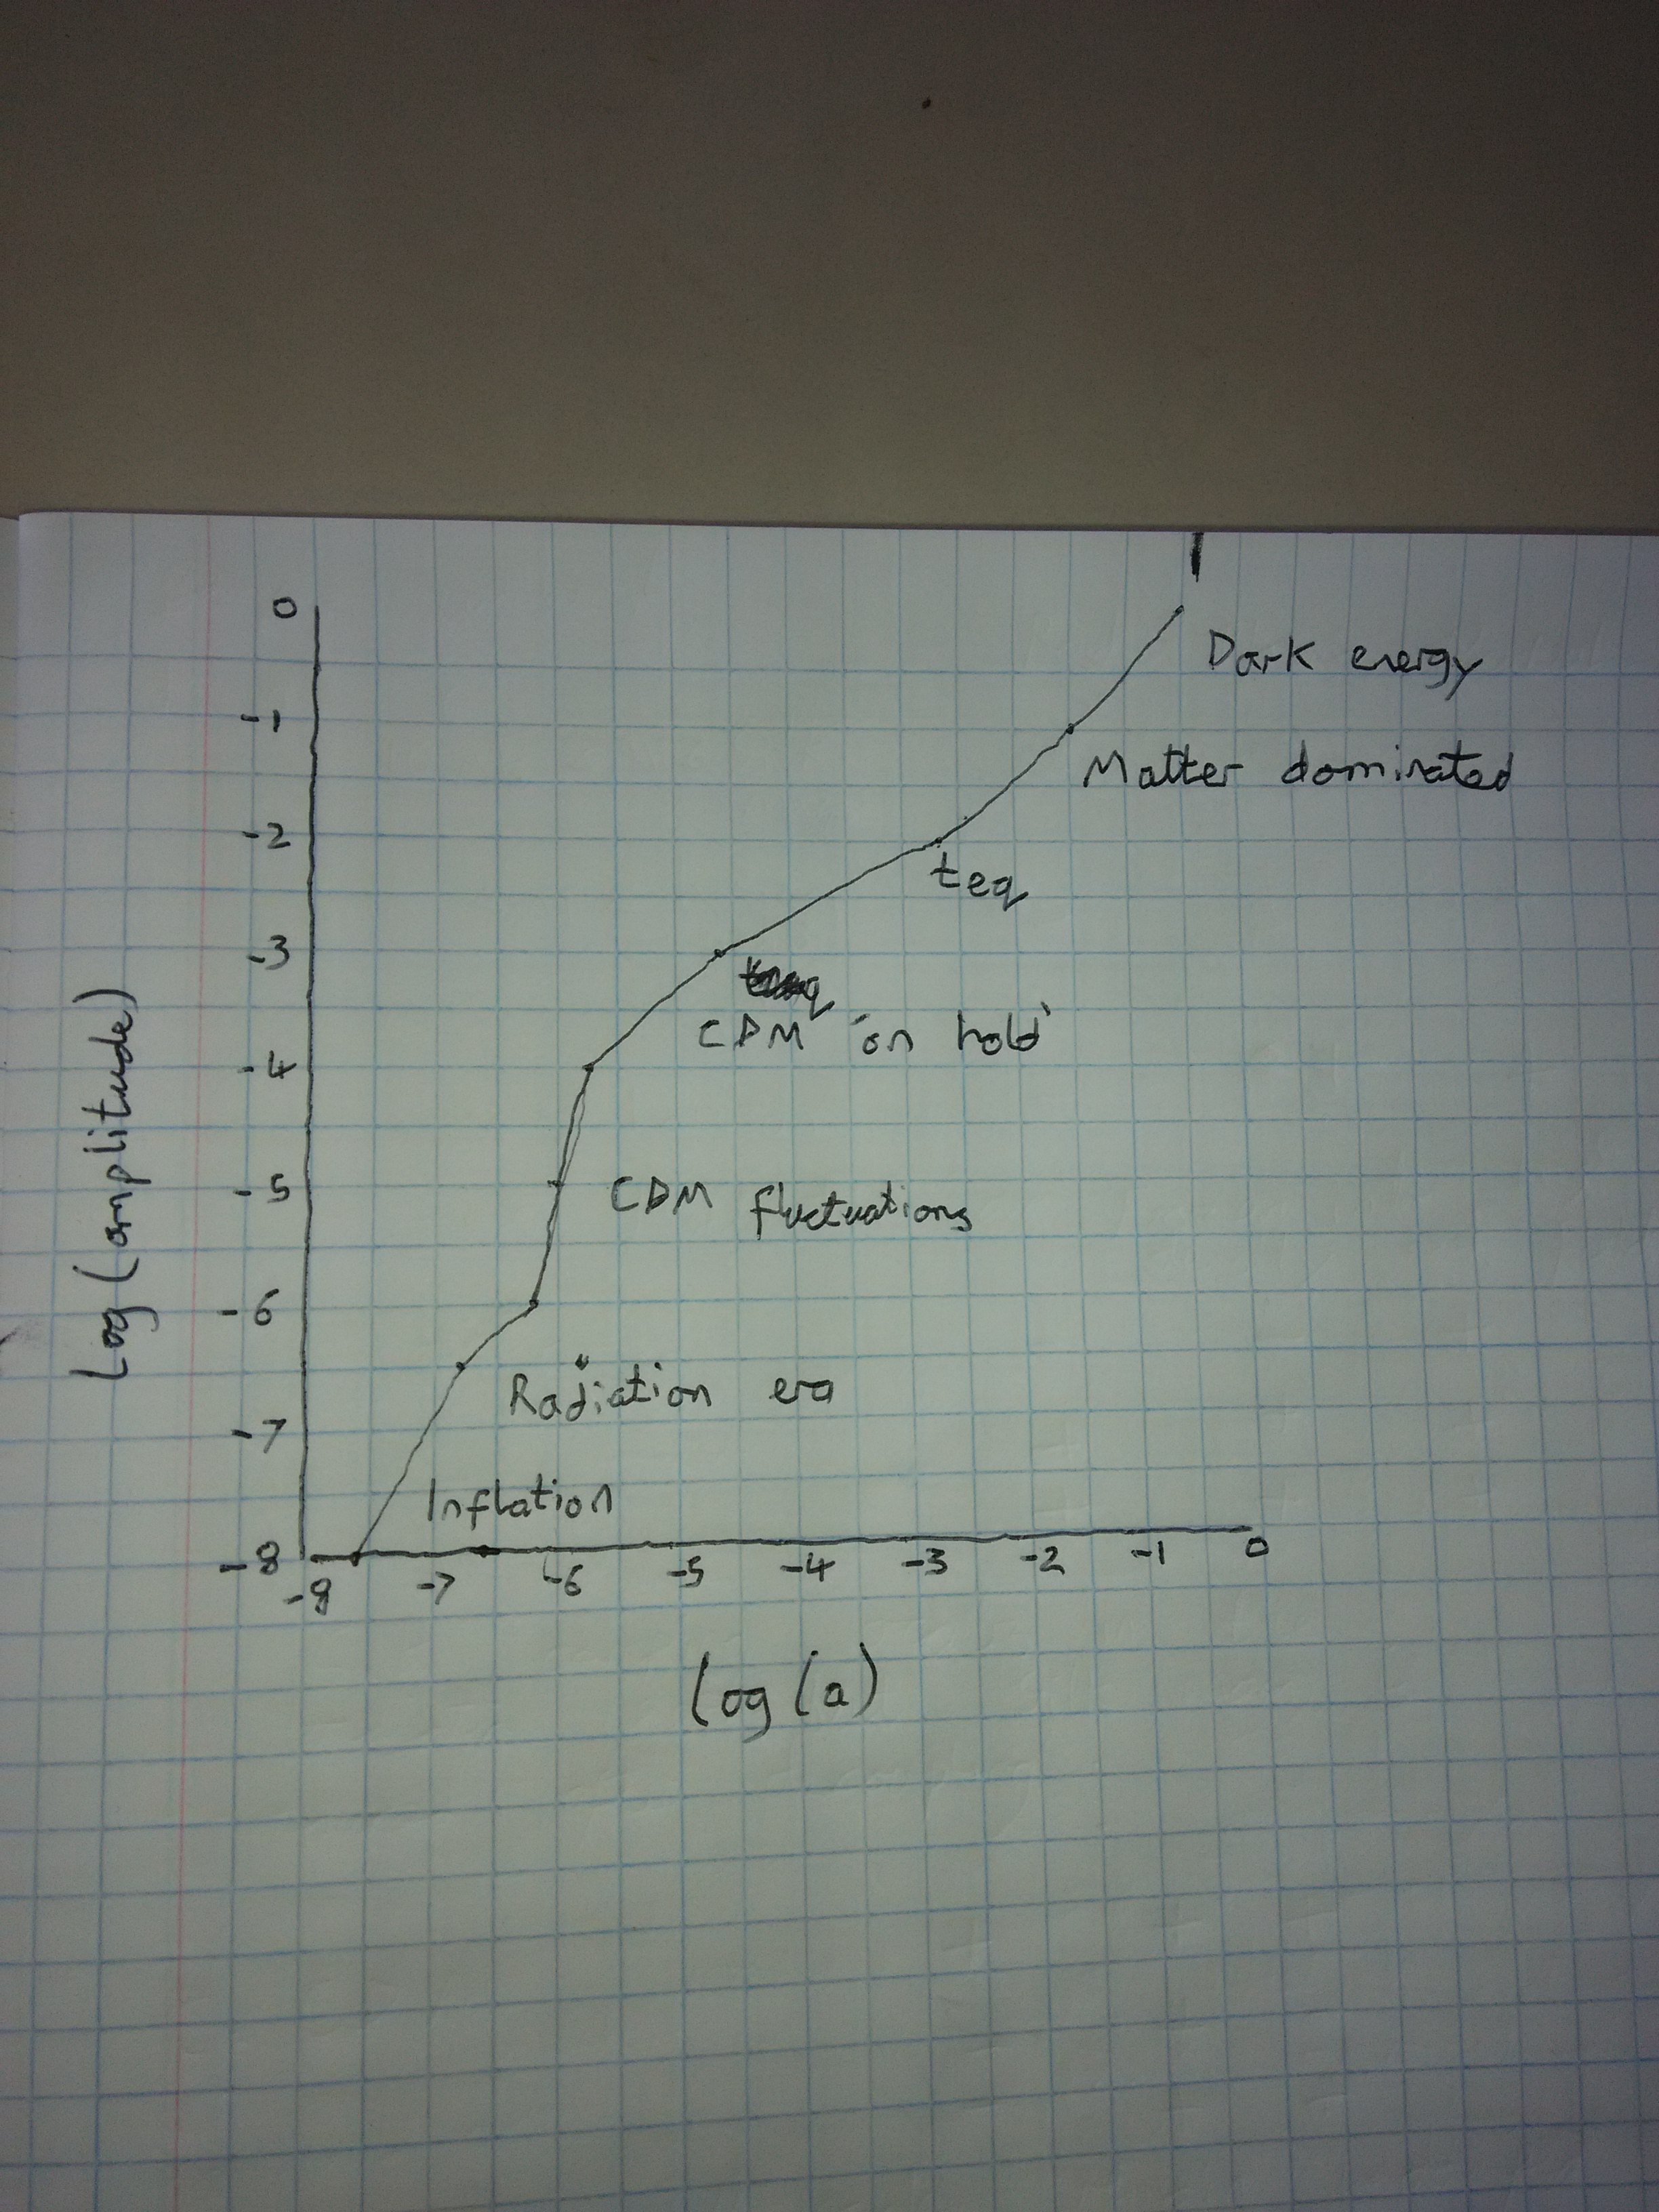 0
Dark energy
-1
Matter dominated
-2
teq
-3
CDM 'on hold'
-4
-5
CDM fluctuations
-6
Radiation era
-7
Inflation
-8
-7 -6 -5 -4 -3 -2 -1 0
Log(amplitude)
log(a)